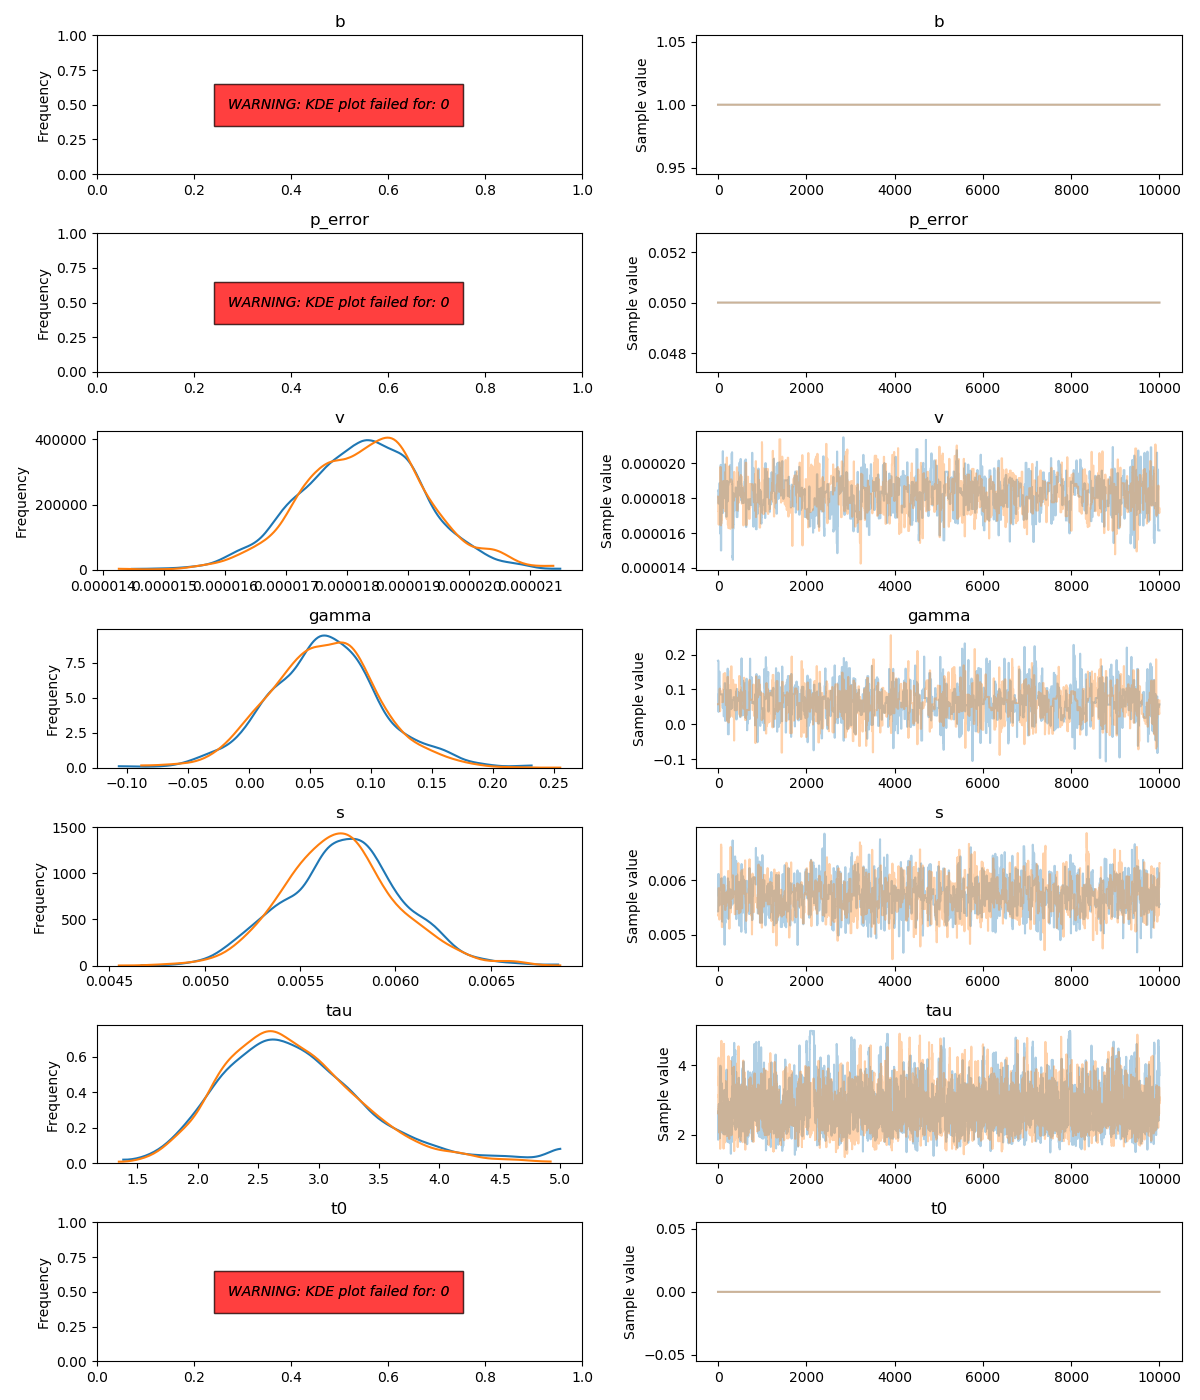 b
b
1.00
0.75
0.50
0.25
0.00
Frequency
WARNING: KDE plot failed for: 0
0.0 0.2 0.4 0.6 0.8 1.0
1.05
1.00
0.95
Sample value
0 2000 4000 6000 8000 10000
p_error
p_error
1.00
0.75
0.50
0.25
0.00
Frequency
WARNING: KDE plot failed for: 0
0.0 0.2 0.4 0.6 0.8 1.0
0.052
0.050
0.048
Sample value
0 2000 4000 6000 8000 10000
v
v
400000
200000
0
Frequency
0.000014 0.000015 0.000016 0.000017 0.000018 0.000019 0.000020 0.000021
0.000020
0.000018
0.000016
0.000014
Sample value
0 2000 4000 6000 8000 10000
gamma
gamma
7.5
5.0
2.5
0.0
Frequency
−0.10 −0.05 0.00 0.05 0.10 0.15 0.20 0.25
0.2
0.1
0.0
−0.1
Sample value
0 2000 4000 6000 8000 10000
s
s
1500
1000
500
0
Frequency
0.0045 0.0050 0.0055 0.0060 0.0065
0.006
0.005
Sample value
0 2000 4000 6000 8000 10000
tau
tau
0.6
0.4
0.2
0.0
Frequency
1.5 2.0 2.5 3.0 3.5 4.0 4.5 5.0
4
2
Sample value
0 2000 4000 6000 8000 10000
t0
t0
1.00
0.75
0.50
0.25
0.00
Frequency
WARNING: KDE plot failed for: 0
0.0 0.2 0.4 0.6 0.8 1.0
0.05
0.00
−0.05
Sample value
0 2000 4000 6000 8000 10000